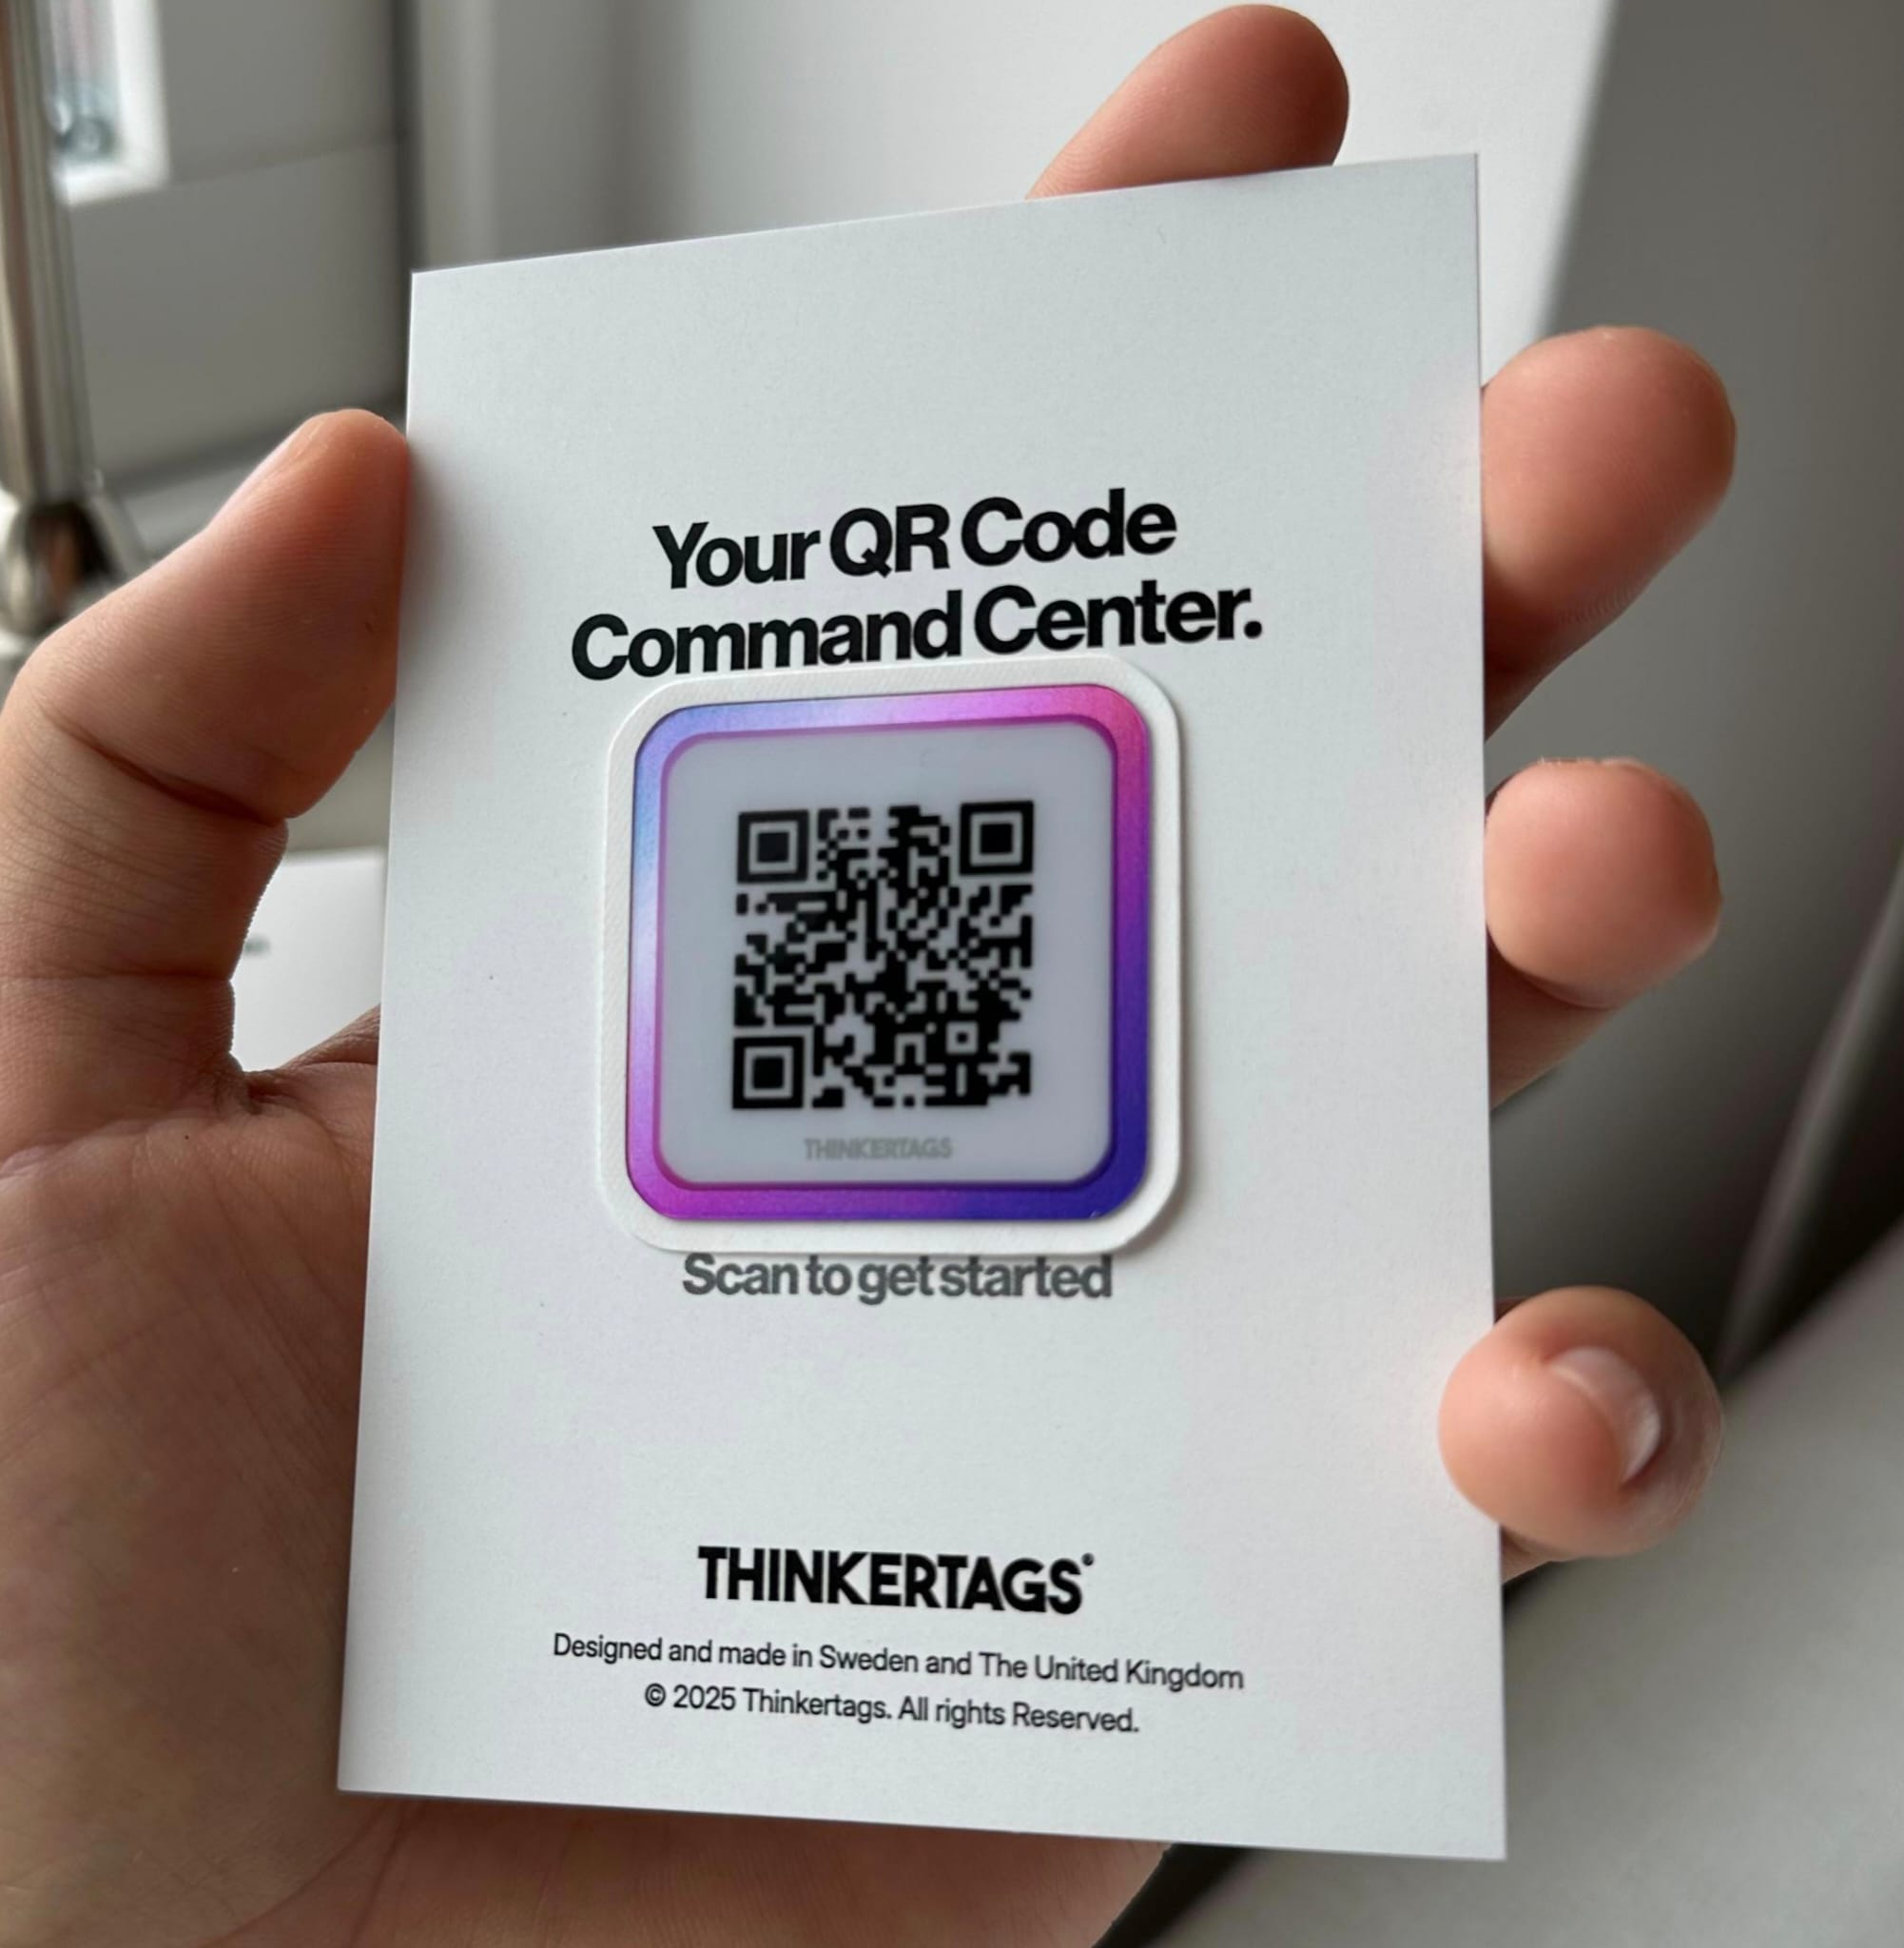 Your QR Code
Command Center.
THINKERTAGS
Scan to get started
THINKERTAGS®
Designed and made in Sweden and The United Kingdom
© 2025 Thinkertags. All rights Reserved.